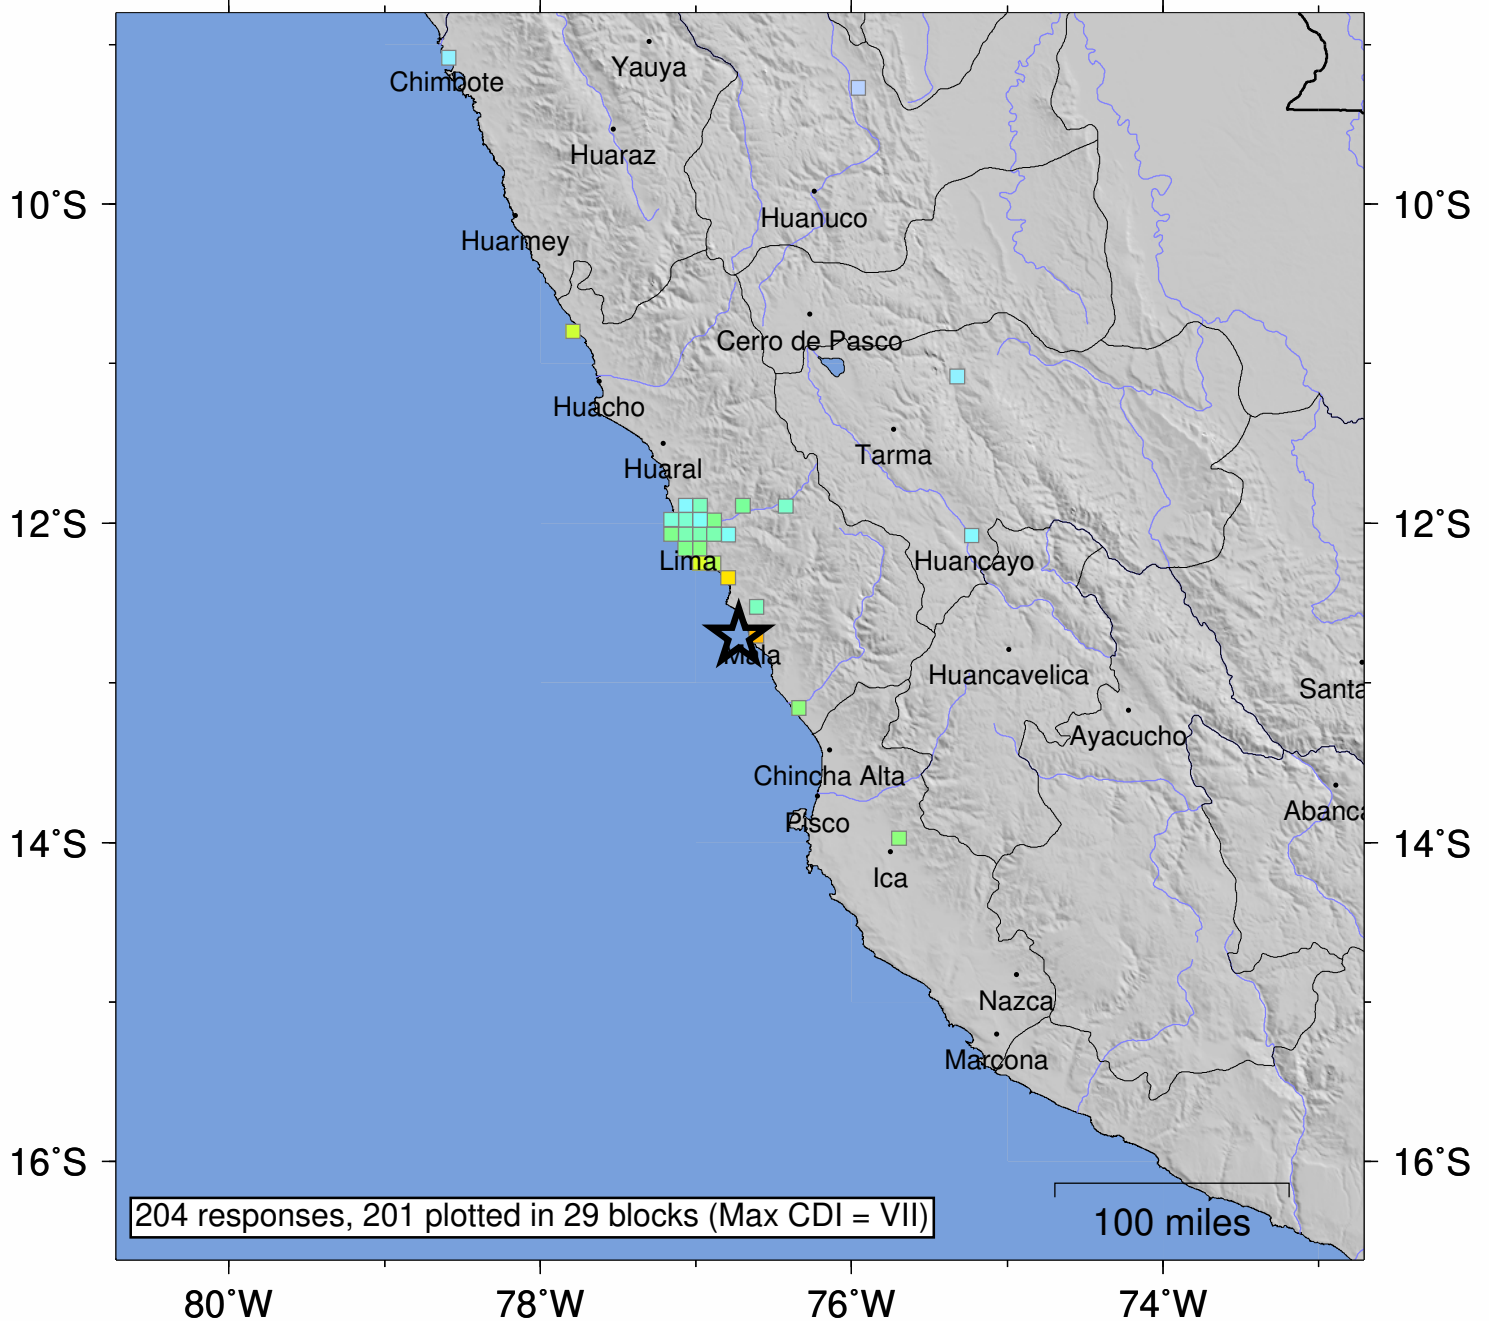 Chimbote
Yauya
Huaraz
10°S
10°S
Huanuco
Huarmey
Cerro de Pasco
Huacho
Tarma
Huaral
12°S
12°S
Lima
Huancayo
Mala
Huancavelica
Santa
Ayacucho
Chincha Alta
Abanca
Pisco
14°S
14°S
Ica
Nazca
Marcona
16°S
16°S
204 responses, 201 plotted in 29 blocks (Max CDI = VII)
100 miles
80°W
78°W
76°W
74°W